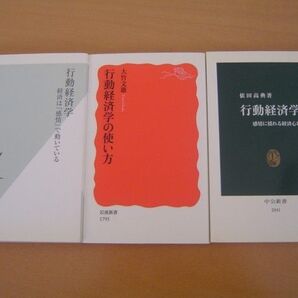 行動経済学
経済は「感情」で動いている
大竹文雄
行動経済学の使い方
岩波新書
1795
依田高典著
行動経済学
感情に揺れる経済心
中公新書
2041